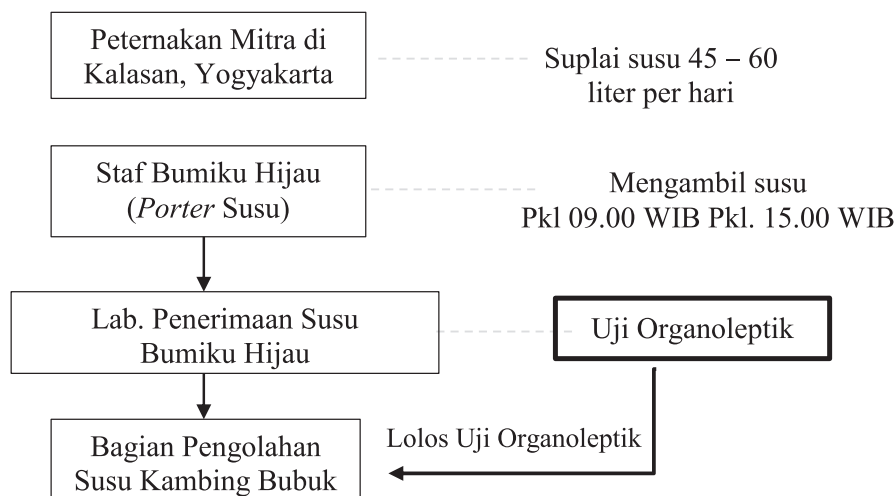 Peternakan Mitra di
Kalasan, Yogyakarta
Suplai susu 45 – 60
liter per hari
Staf Bumiku Hijau
(Porter Susu)
Mengambil susu
Pkl 09.00 WIB Pkl. 15.00 WIB
Lab. Penerimaan Susu
Bumiku Hijau
Uji Organoleptik
Bagian Pengolahan
Susu Kambing Bubuk
Lolos Uji Organoleptik